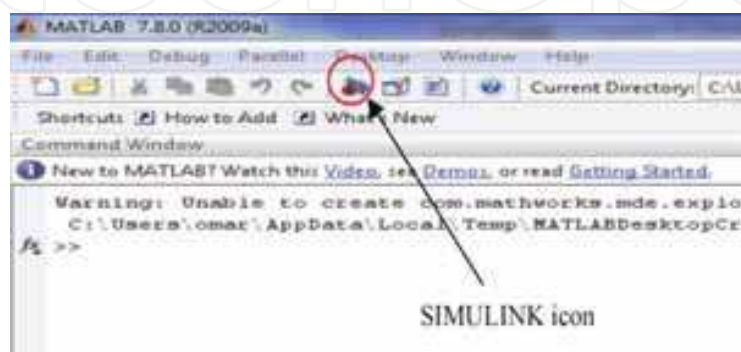 MATLAB 7.8.0 (R2009a)
File Edit Debug Parallel Desktop Window Help
Current Directory: C:\
Shortcuts How to Add What's New
Command Window
New to MATLAB? Watch this Video, see Demos, or read Getting Started.
Warning: Unable to create com.mathworks.mde.explo
C:\Users\omar\AppData\Local\Temp\MATLABDesktopCr
fx >>
SIMULINK icon